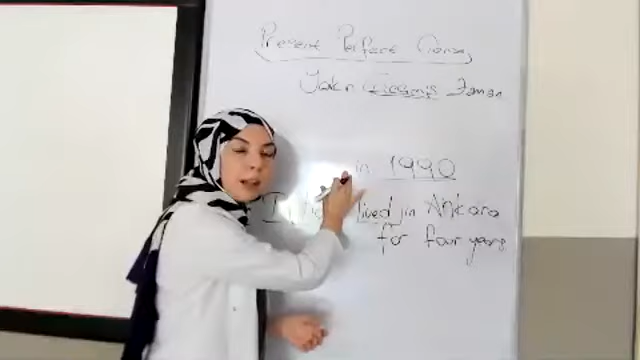 Present Perfect Tense
Yakın Geçmiş Zaman
in 1990
I lived in Ankara
for four years